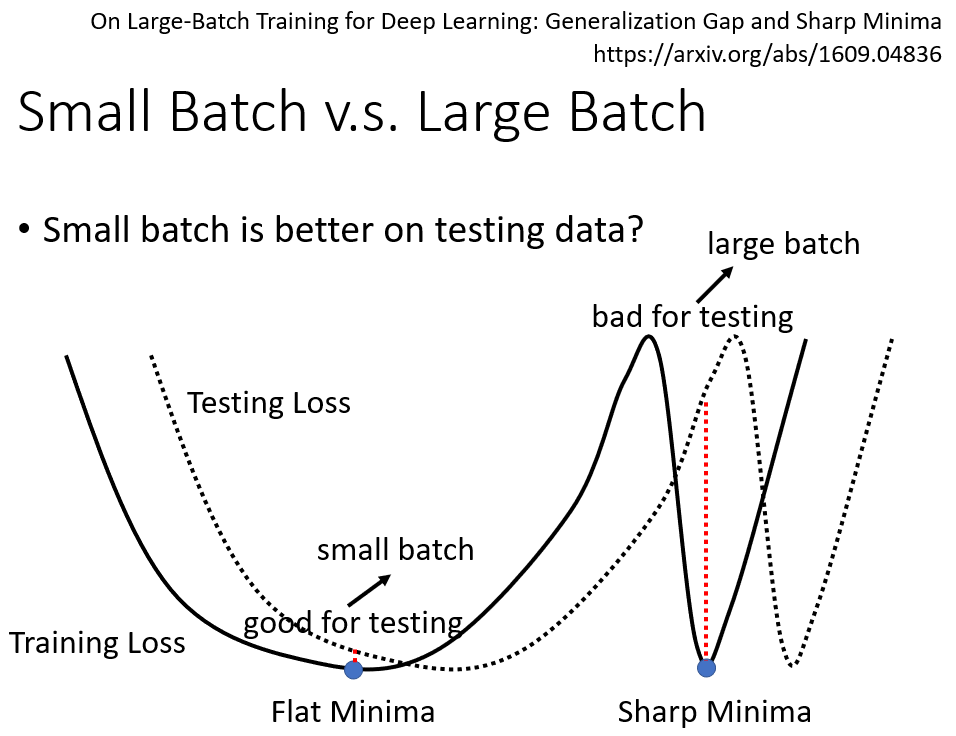 On Large-Batch Training for Deep Learning: Generalization Gap and Sharp Minima
https://arxiv.org/abs/1609.04836
Small Batch v.s. Large Batch
• Small batch is better on testing data?
large batch
bad for testing
Testing Loss
small batch
good for testing
Training Loss
Flat Minima
Sharp Minima